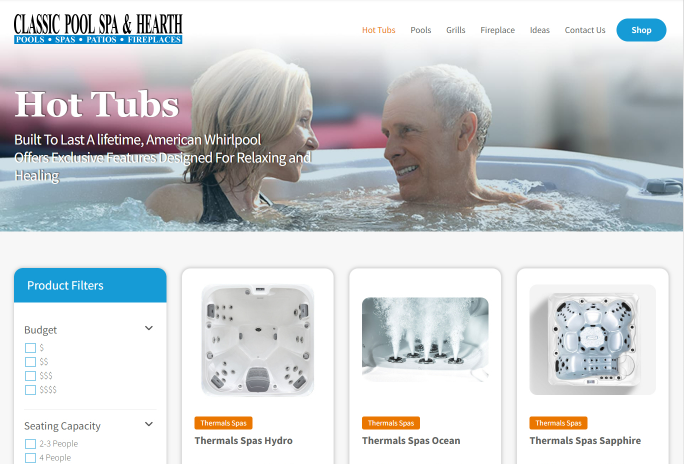 CLASSIC POOL SPA & HEARTH
POOLS • SPAS • PATIOS • FIREPLACES
Hot Tubs Pools Grills Fireplace Ideas Contact Us Shop
Hot Tubs
Built To Last A lifetime, American Whirlpool
Offers Exclusive Features Designed For Relaxing and
Healing
Product Filters
Budget
$
$$
$$$
$$$$
Seating Capacity
2-3 People
4 People
Thermals Spas
Thermals Spas Hydro
Thermals Spas
Thermals Spas Ocean
Thermals Spas
Thermals Spas Sapphire